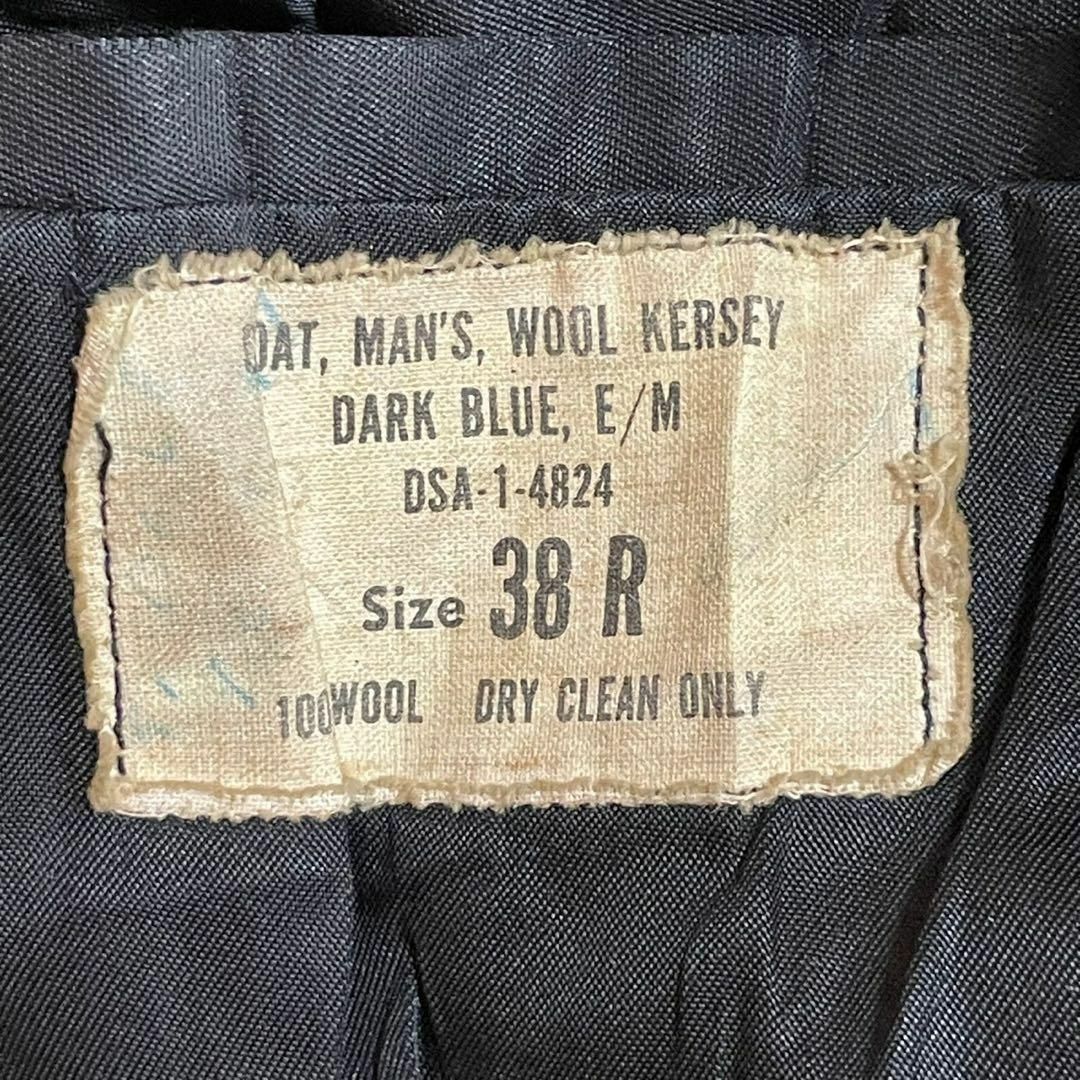 OAT, MAN'S, WOOL KERSEY
DARK BLUE, E/M
DSA-1-4824
Size 38 R
100WOOL DRY CLEAN ONLY